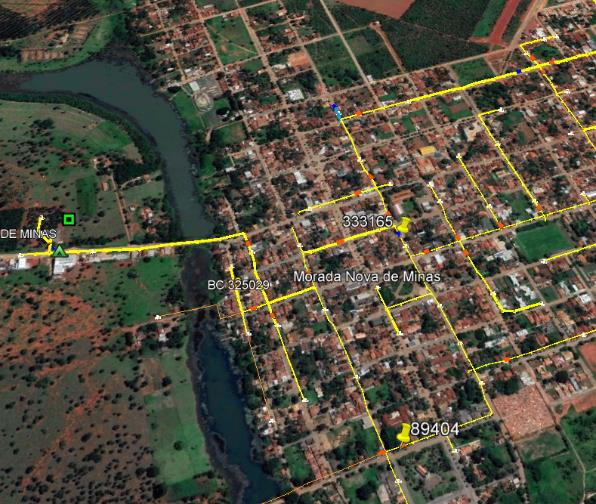 333165
DE MINAS
Morada Nova de Minas
BC 325029
89404